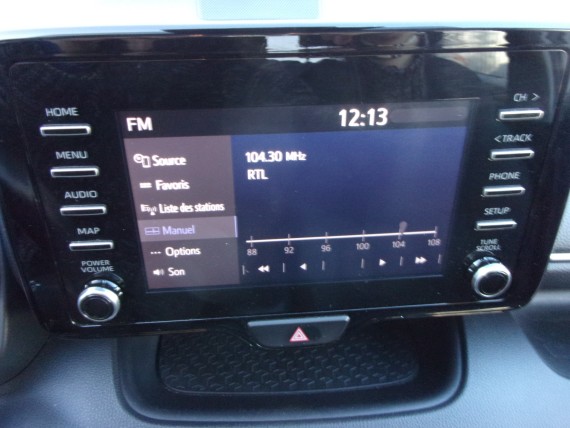 HOME
MENU
AUDIO
MAP
POWER
VOLUME
FM 12:13
Source
Favoris
Liste des stations
Manuel
Options
Son
104.30 MHz
RTL
88 92 96 100 104 108
CH >
< TRACK
PHONE
SETUP
TUNE
SCROLL